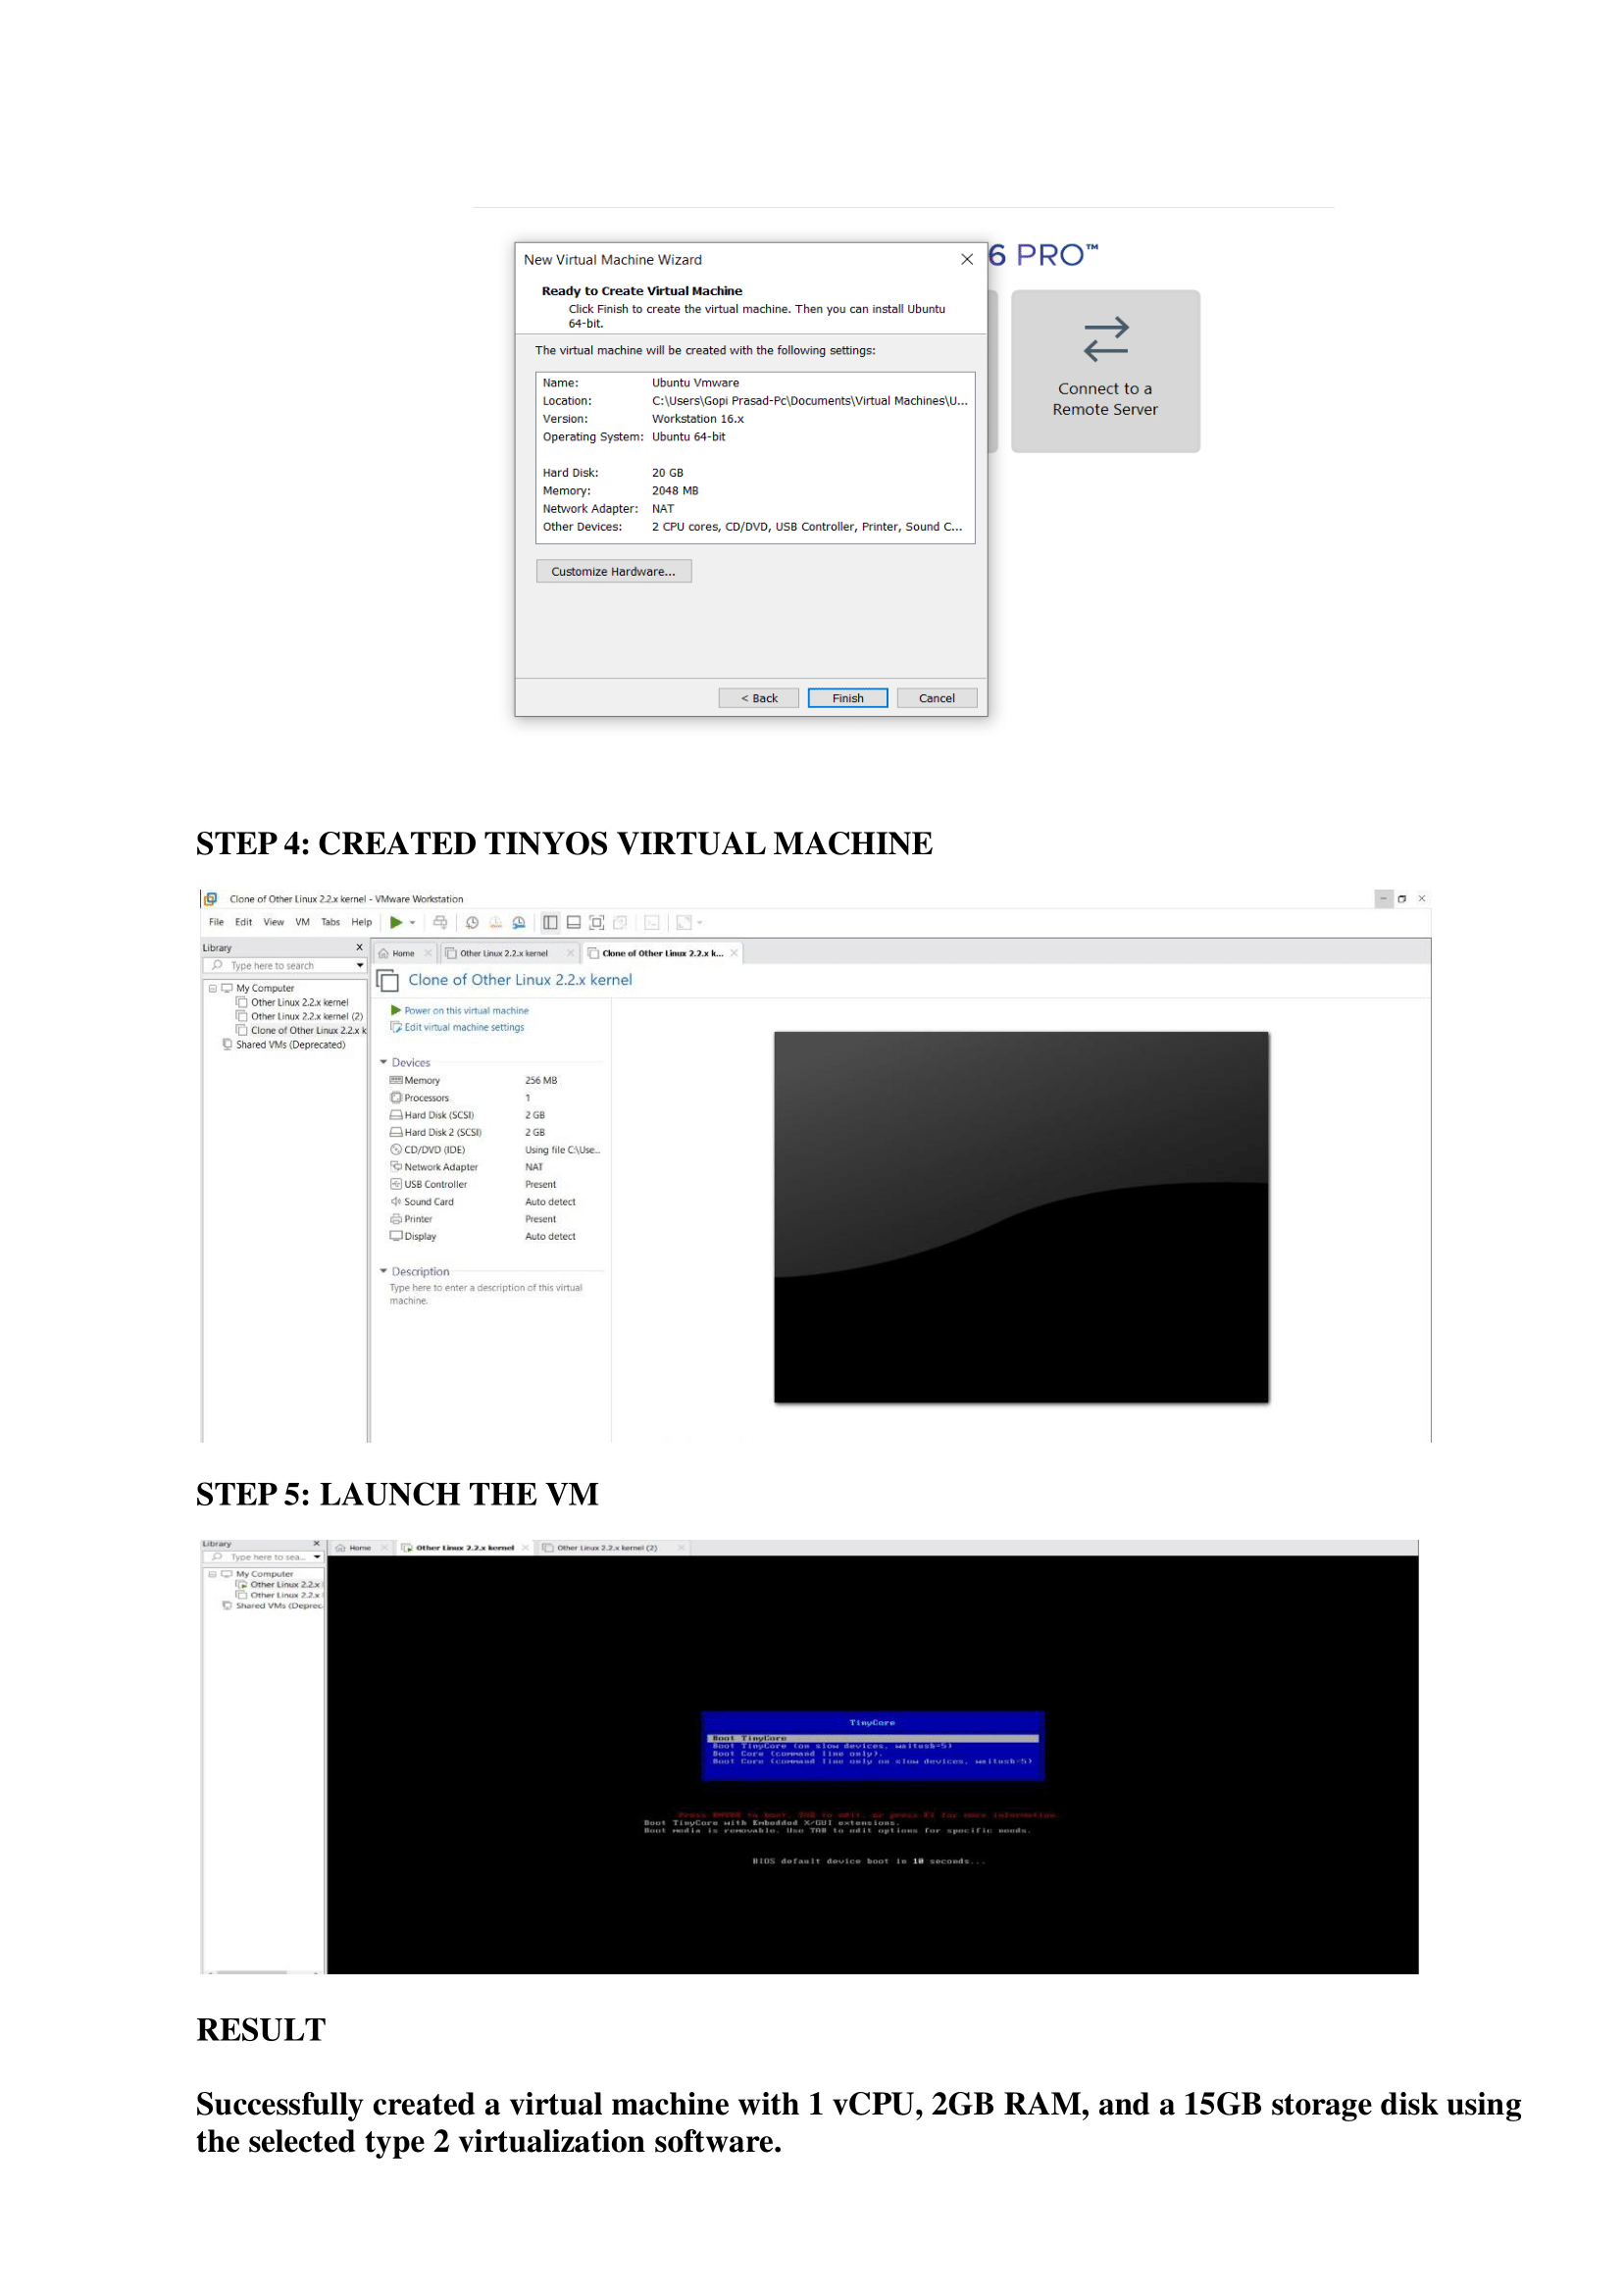 6 PRO™
New Virtual Machine Wizard
Ready to Create Virtual Machine
Click Finish to create the virtual machine. Then you can install Ubuntu
64-bit.
The virtual machine will be created with the following settings:
Name: Ubuntu Vmware
Location: C:\Users\Gopi Prasad-Pc\Documents\Virtual Machines\U...
Version: Workstation 16.x
Operating System: Ubuntu 64-bit
Hard Disk: 20 GB
Memory: 2048 MB
Network Adapter: NAT
Other Devices: 2 CPU cores, CD/DVD, USB Controller, Printer, Sound C...
Customize Hardware...
< Back Finish Cancel
Connect to a
Remote Server
STEP 4: CREATED TINYOS VIRTUAL MACHINE
Clone of Other Linux 2.2.x kernel - VMware Workstation
File Edit View VM Tabs Help
Library
Type here to search
My Computer
Other Linux 2.2.x kernel
Other Linux 2.2.x kernel (2)
Clone of Other Linux 2.2.x k
Shared VMs (Deprecated)
Home Other Linux 2.2.x kernel Clone of Other Linux 2.2.x k...
Clone of Other Linux 2.2.x kernel
Power on this virtual machine
Edit virtual machine settings
Devices
Memory 256 MB
Processors 1
Hard Disk (SCSI) 2 GB
Hard Disk 2 (SCSI) 2 GB
CD/DVD (IDE) Using file C:\Use...
Network Adapter NAT
USB Controller Present
Sound Card Auto detect
Printer Present
Display Auto detect
Description
Type here to enter a description of this virtual
machine.
STEP 5: LAUNCH THE VM
Library
Type here to sea...
My Computer
Other Linux 2.2.x
Other Linux 2.2.x
Shared VMs (Deprec
Home Other Linux 2.2.x kernel Other Linux 2.2.x kernel (2)
TinyCore
Boot TinyCore
Boot TinyCore (on slow devices, waitusb=5)
Boot Core (command line only).
Boot Core (command line only on slow devices, waitusb=5)
Press ENTER to boot, TAB to edit, or press F1 for more information.
Boot TinyCore with Embedded X/GUI extensions.
Boot media is removable. Use TAB to edit options for specific needs.
BIOS default device boot in 10 seconds...
RESULT
Successfully created a virtual machine with 1 vCPU, 2GB RAM, and a 15GB storage disk using
the selected type 2 virtualization software.